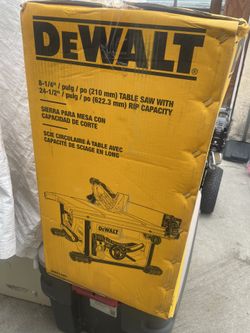 DEWALT®
8-1/4" / pulg / po (210 mm) TABLE SAW WITH
24-1/2" / pulg / po (622.3 mm) RIP CAPACITY
SIERRA PARA MESA CON
CAPACIDAD DE CORTE
SCIE CIRCULAIRE À TABLE AVEC
CAPACITÉ DE SCIAGE EN LONG
DEWALT